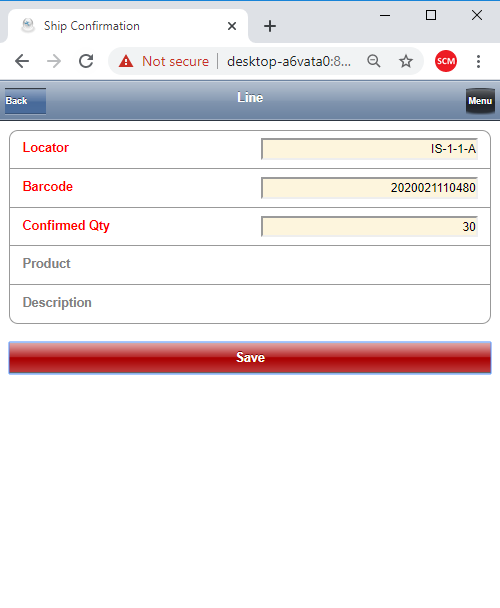 Ship Confirmation
Not secure desktop-a6vata0:8... SCM
Back Line Menu
Locator IS-1-1-A
Barcode 2020021110480
Confirmed Qty 30
Product
Description
Save